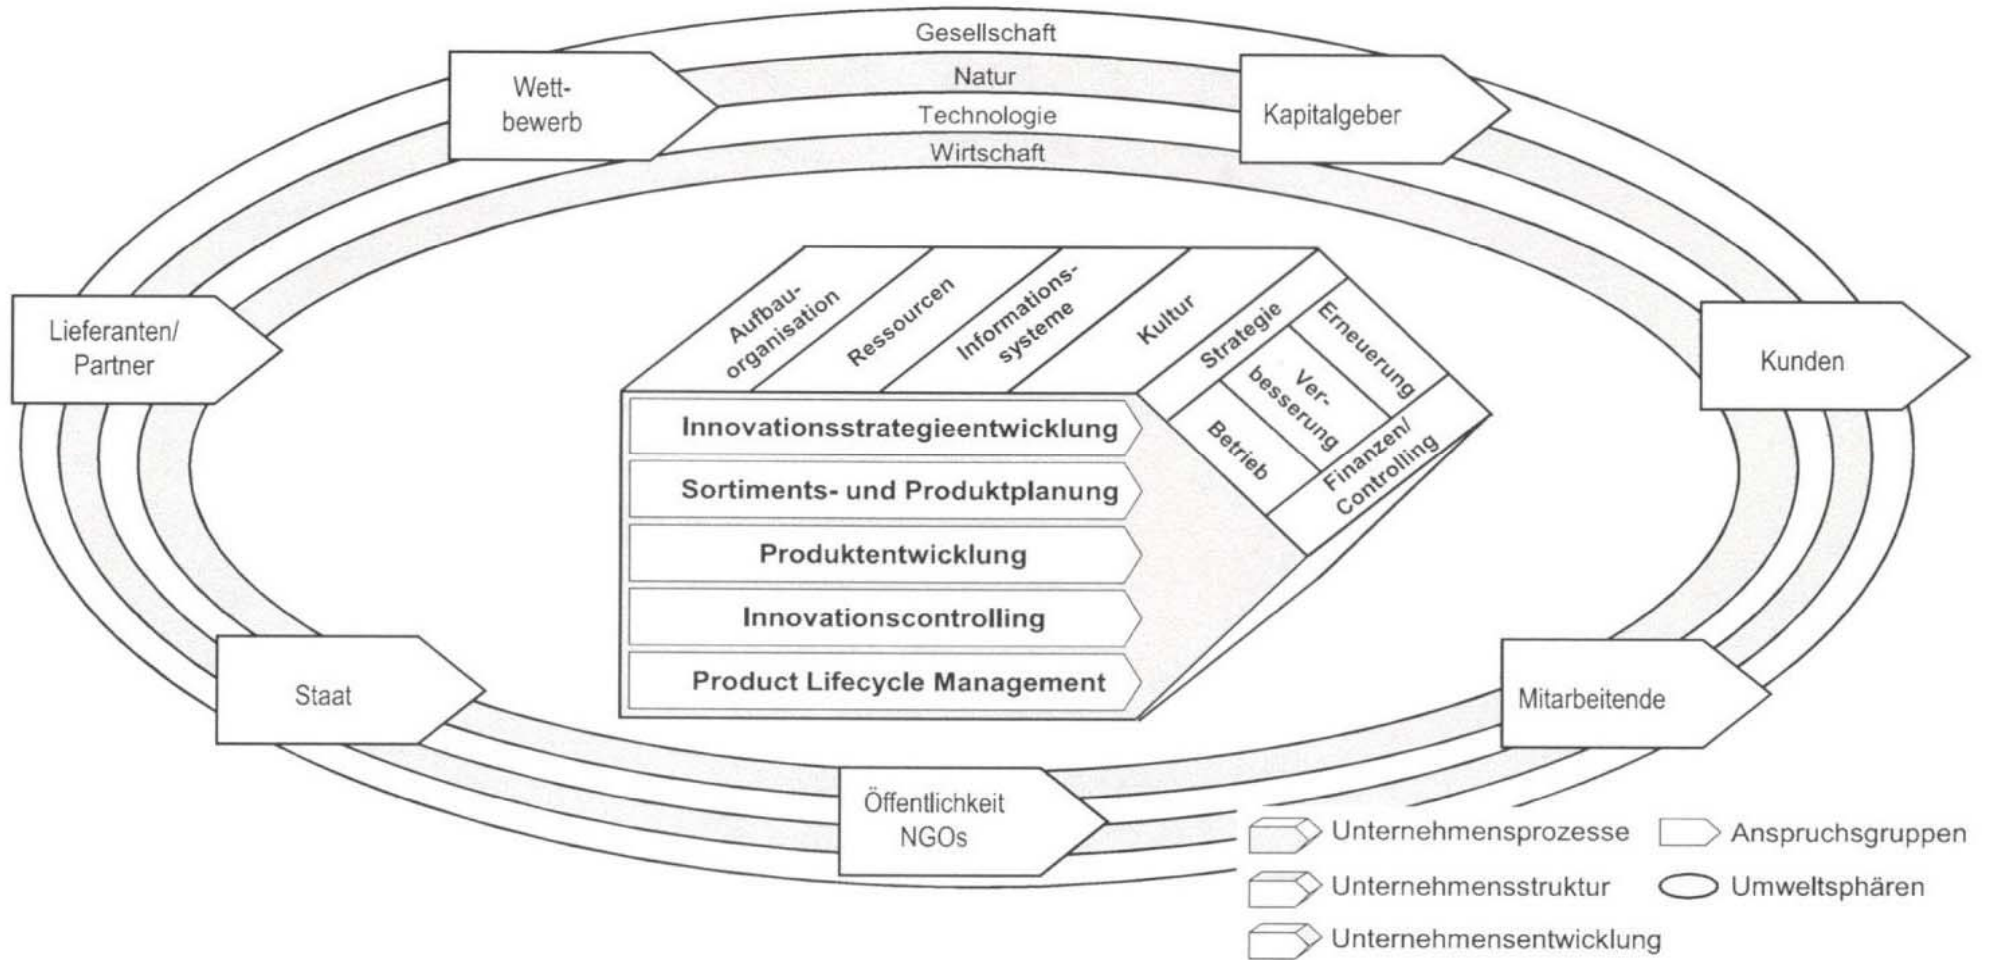 Gesellschaft
Natur
Technologie
Wirtschaft
Wett-
bewerb
Kapitalgeber
Lieferanten/
Partner
Kunden
Aufbau-
organisation
Ressourcen
Informations-
systeme
Kultur
Strategie
Erneuerung
Ver-
besserung
Betrieb
Finanzen/
Controlling
Innovationsstrategieentwicklung
Sortiments- und Produktplanung
Produktentwicklung
Innovationscontrolling
Product Lifecycle Management
Staat
Mitarbeitende
Öffentlichkeit
NGOs
Unternehmensprozesse
Anspruchsgruppen
Unternehmensstruktur
Umweltsphären
Unternehmensentwicklung